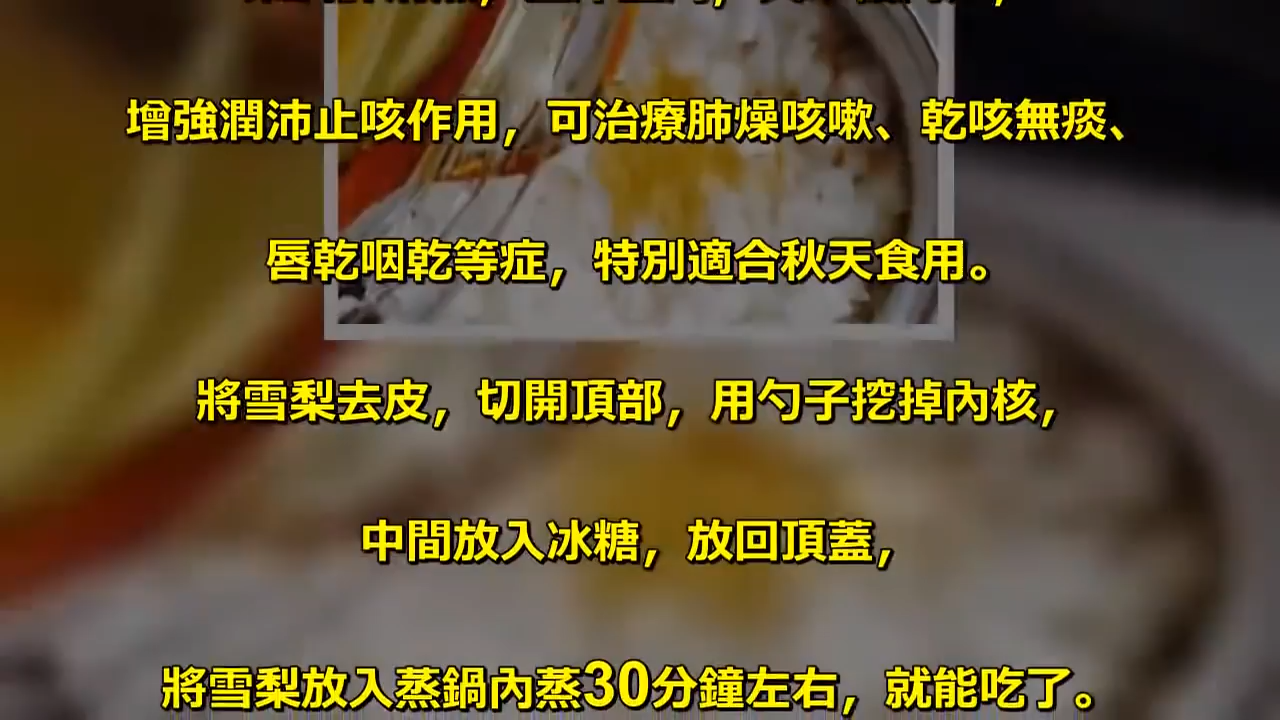 增強潤沛止咳作用，可治療肺燥咳嗽、乾咳無痰、
唇乾咽乾等症，特別適合秋天食用。
將雪梨去皮，切開頂部，用勺子挖掉內核，
中間放入冰糖，放回頂蓋，
將雪梨放入蒸鍋內蒸30分鐘左右，就能吃了。